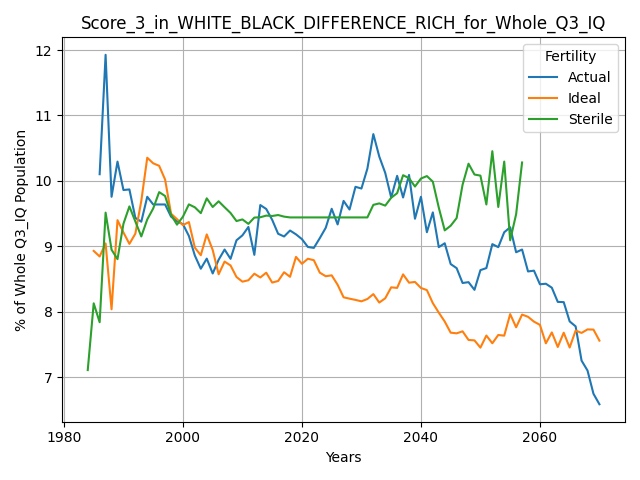 Score_3_in_WHITE_BLACK_DIFFERENCE_RICH_for_Whole_Q3_IQ
12
11
10
9
8
7
% of Whole Q3_IQ Population
Fertility
Actual
Ideal
Sterile
1980
2000
2020
2040
2060
Years